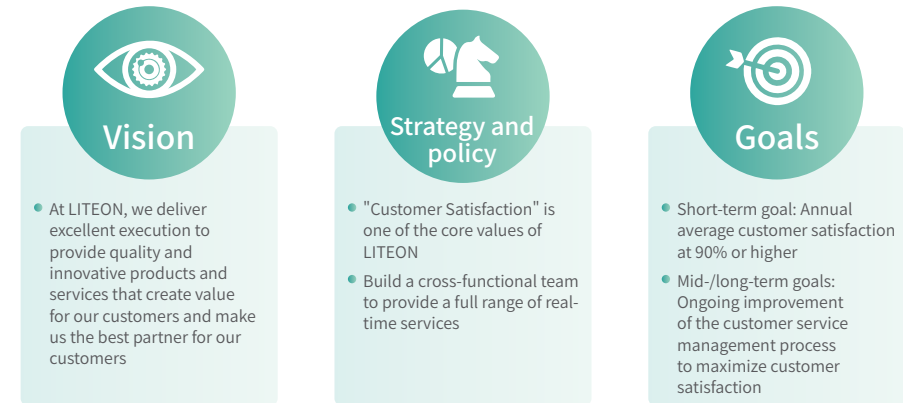 Vision
At LITEON, we deliver
excellent execution to
provide quality and
innovative products and
services that create value
for our customers and make
us the best partner for our
customers
Strategy and
policy
"Customer Satisfaction" is
one of the core values of
LITEON
Build a cross-functional team
to provide a full range of real-
time services
Goals
Short-term goal: Annual
average customer satisfaction
at 90% or higher
Mid-/long-term goals:
Ongoing improvement
of the customer service
management process
to maximize customer
satisfaction